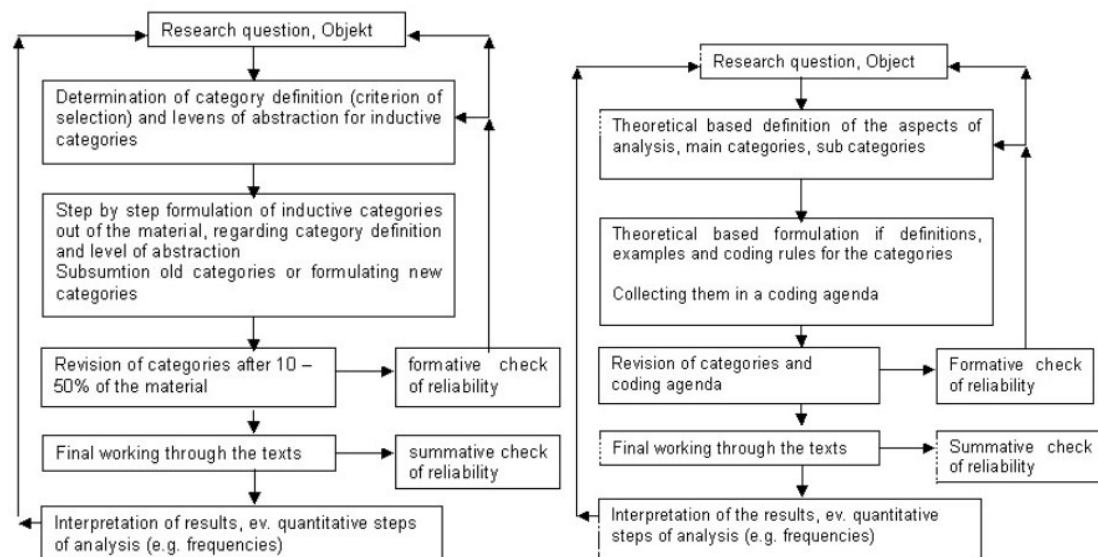 Research question, Objekt
Determination of category definition (criterion of
selection) and levens of abstraction for inductive
categories
Step by step formulation of inductive categories
out of the material, regarding category definition
and level of abstraction
Subsumtion old categories or formulating new
categories
Revision of categories after 10 –
50% of the material
formative check
of reliability
Final working through the texts
summative check
of reliability
Interpretation of results, ev. quantitative steps
of analysis (e.g. frequencies)
Research question, Object
Theoretical based definition of the aspects of
analysis, main categories, sub categories
Theoretical based formulation if definitions,
examples and coding rules for the categories
Collecting them in a coding agenda
Revision of categories and
coding agenda
Formative check
of reliability
Final working through the texts
Summative check
of reliability
Interpretation of the results, ev. quantitative
steps of analysis (e.g. frequencies)